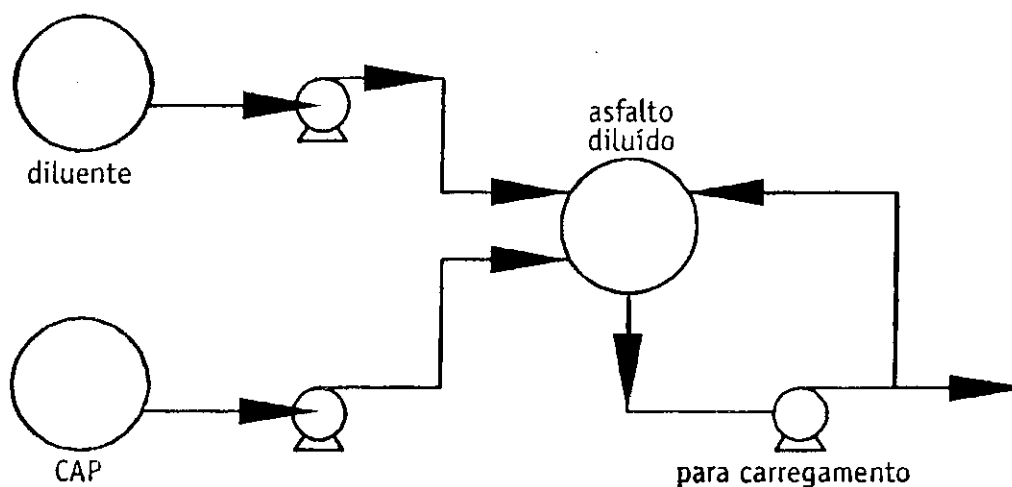 asfalto
diluído
diluente
CAP
para carregamento